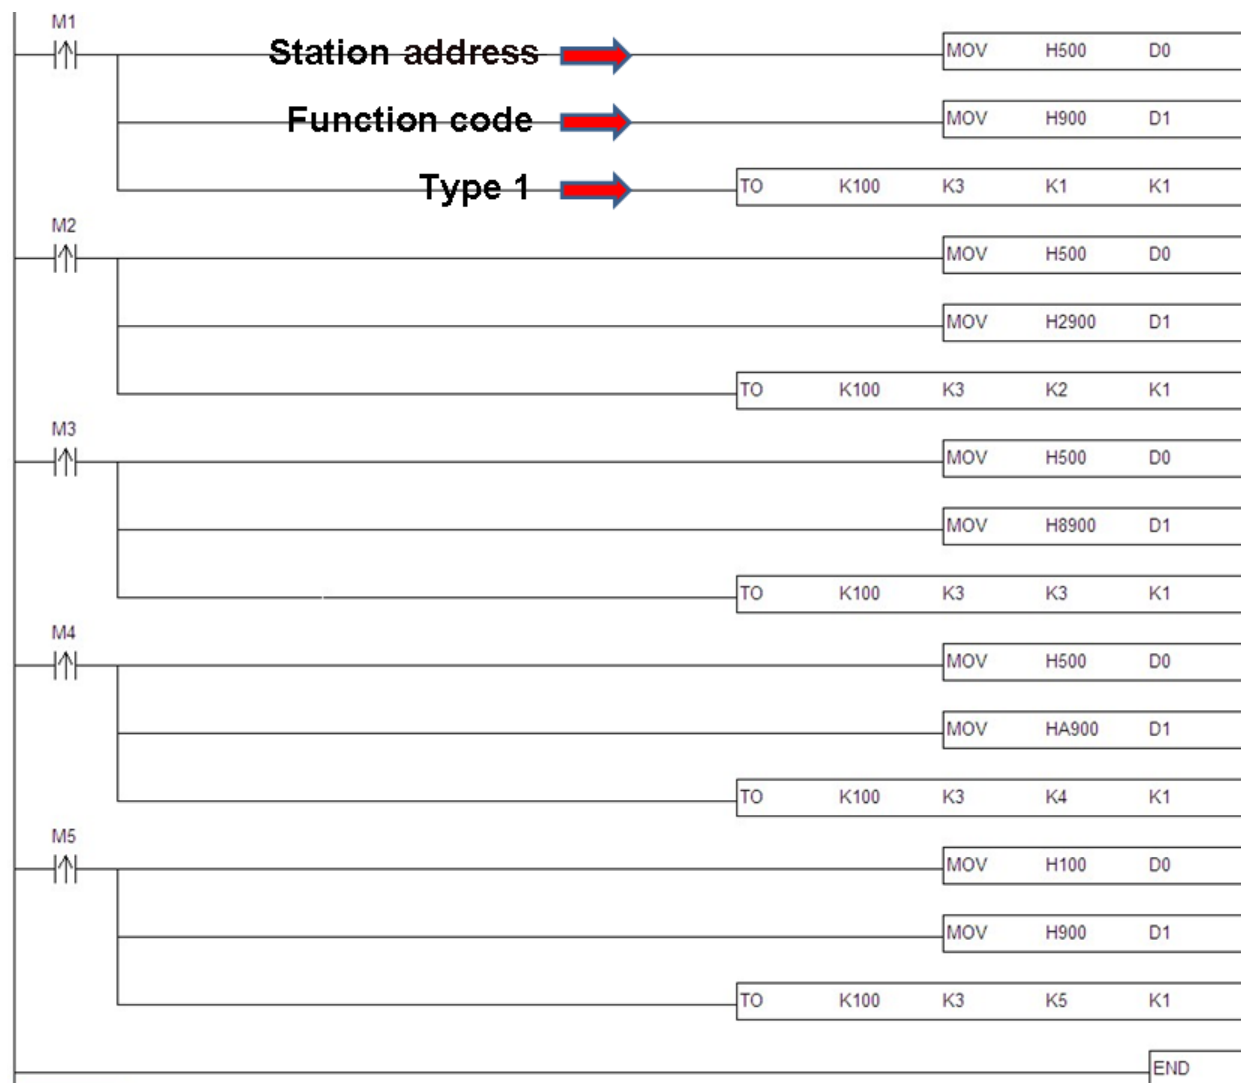 M1
Station address MOV H500 D0
Function code MOV H900 D1
Type 1 TO K100 K3 K1 K1
M2
MOV H500 D0
MOV H2900 D1
TO K100 K3 K2 K1
M3
MOV H500 D0
MOV H8900 D1
TO K100 K3 K3 K1
M4
MOV H500 D0
MOV HA900 D1
TO K100 K3 K4 K1
M5
MOV H100 D0
MOV H900 D1
TO K100 K3 K5 K1
END